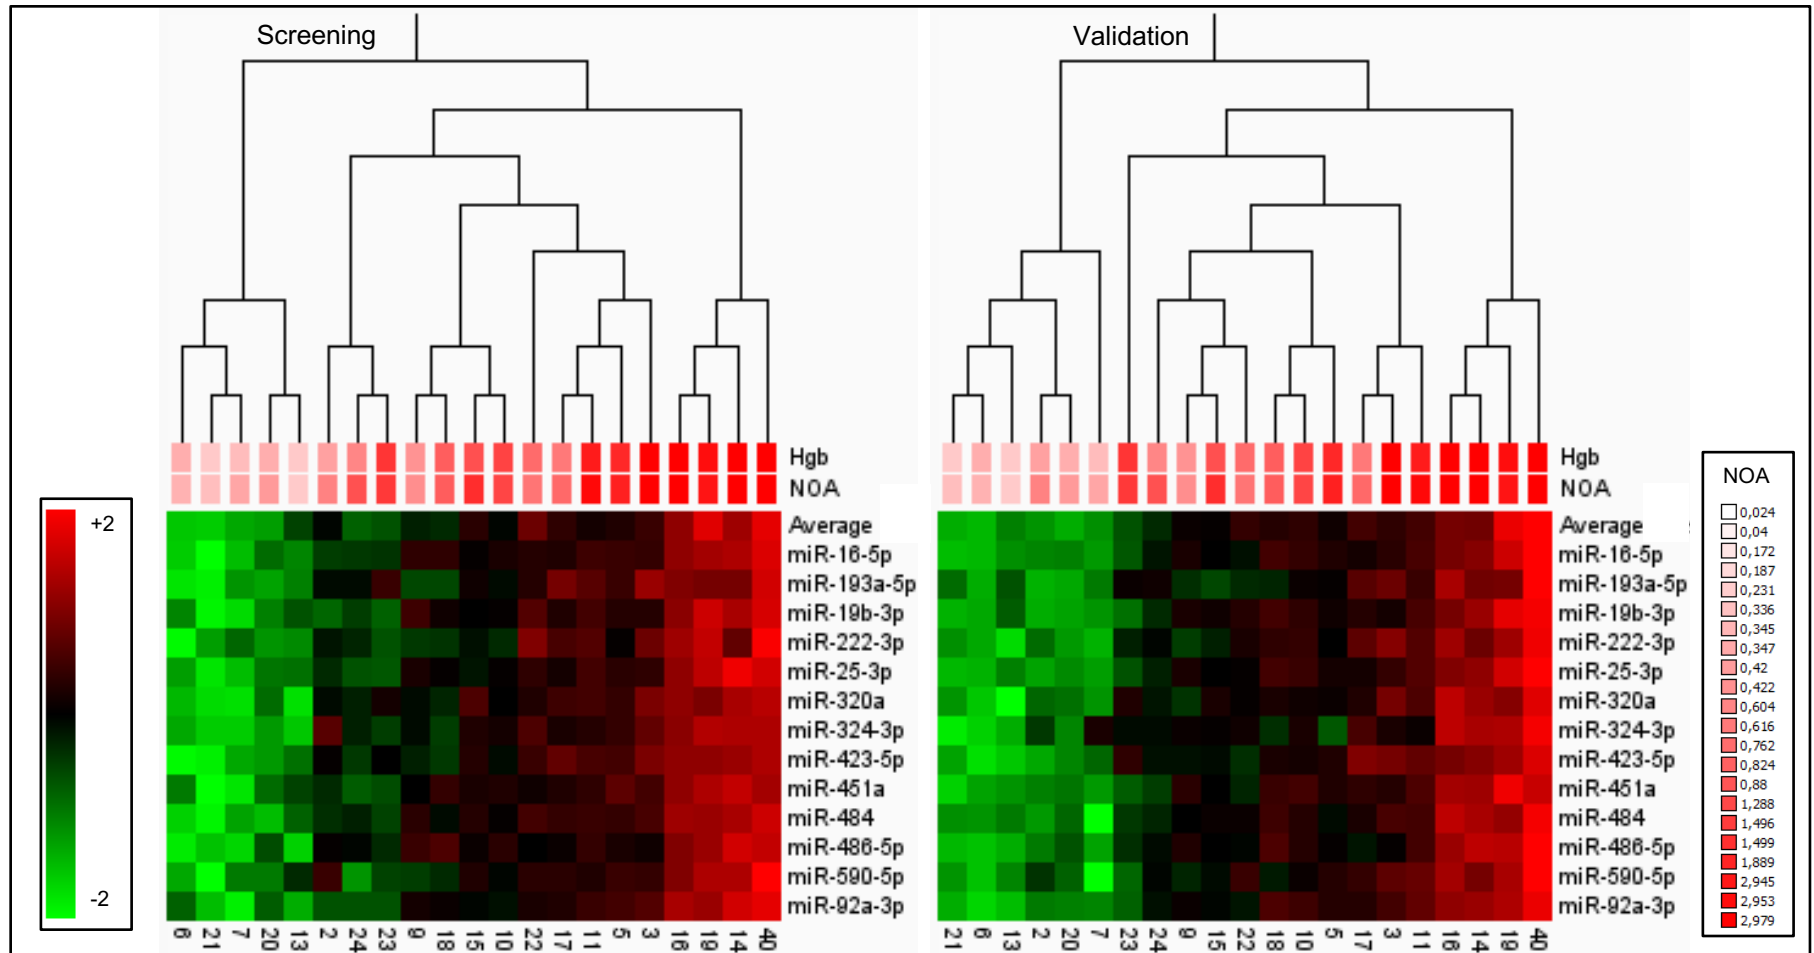 Screening
Validation
Hgb
NOA
Hgb
NOA
+2
-2
Average
miR-16-5p
miR-193a-5p
miR-19b-3p
miR-222-3p
miR-25-3p
miR-320a
miR-324-3p
miR-423-5p
miR-451a
miR-484
miR-486-5p
miR-590-5p
miR-92a-3p
Average
miR-16-5p
miR-193a-5p
miR-19b-3p
miR-222-3p
miR-25-3p
miR-320a
miR-324-3p
miR-423-5p
miR-451a
miR-484
miR-486-5p
miR-590-5p
miR-92a-3p
NOA
0,024
0,04
0,172
0,187
0,231
0,336
0,345
0,347
0,42
0,422
0,604
0,616
0,762
0,824
0,88
1,288
1,496
1,499
1,889
2,945
2,953
2,979
6 21 7 20 13 2 24 23 9 18 15 10 22 17 11 5 3 16 19 14 40
21 6 13 2 20 7 23 24 9 15 22 18 10 5 17 3 11 16 14 19 40